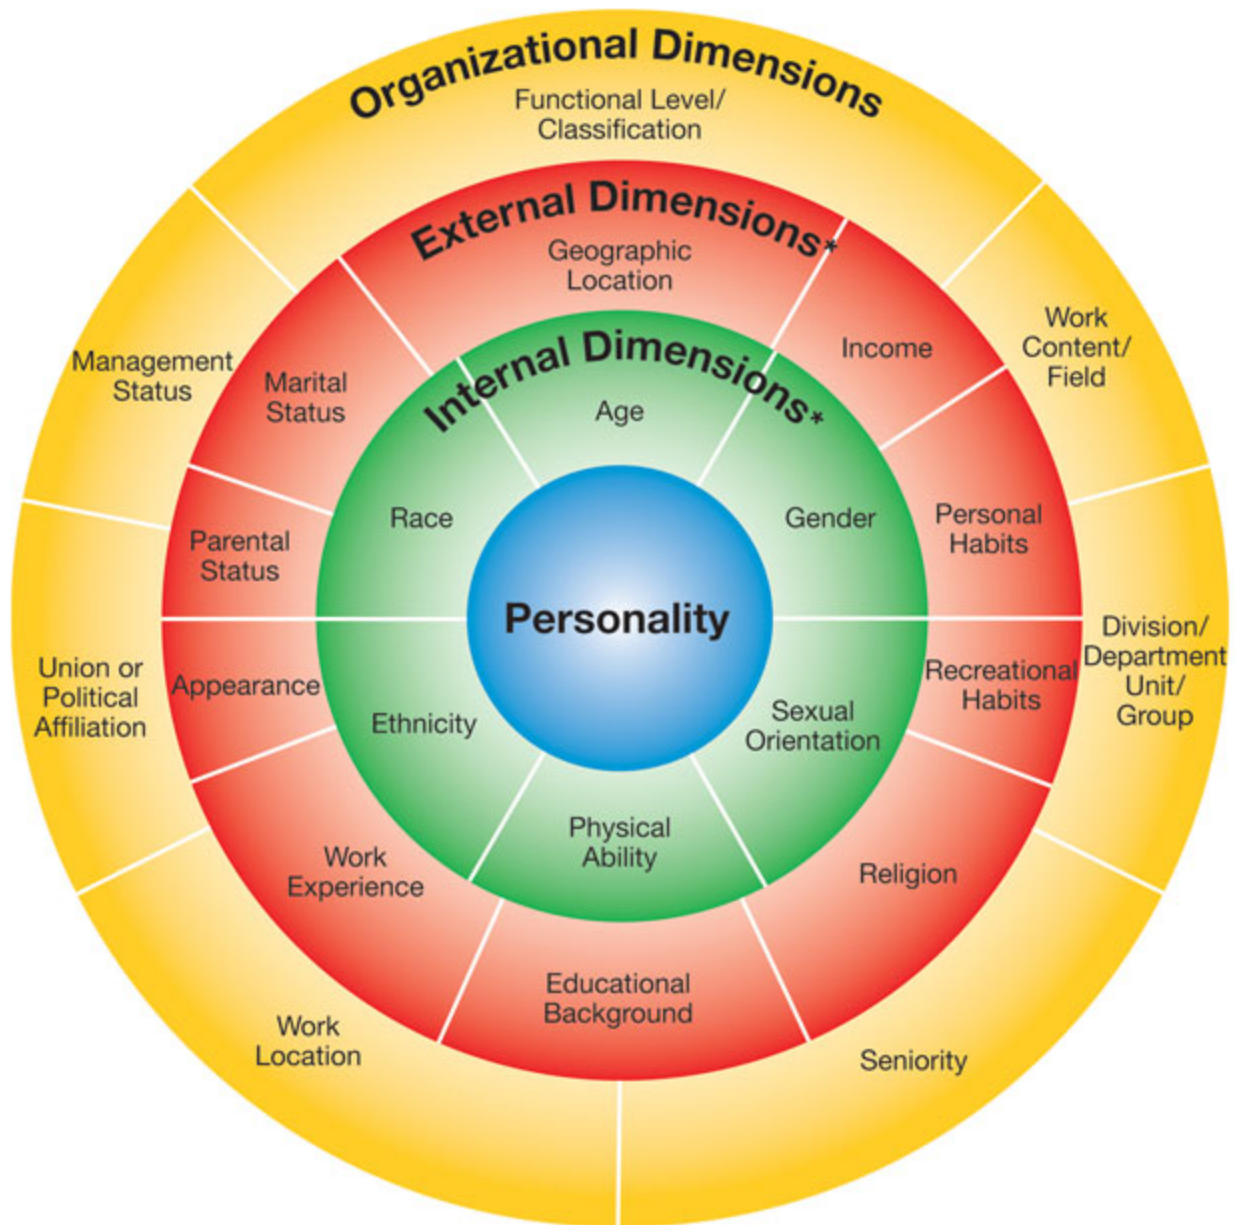 Organizational Dimensions
Functional Level/
Classification
External Dimensions*
Geographic
Location
Internal Dimensions*
Age
Income
Work
Content/
Field
Management
Status
Marital
Status
Race
Gender
Personal
Habits
Parental
Status
Personality
Division/
Department
Unit/
Group
Union or
Political
Affiliation
Appearance
Ethnicity
Sexual
Orientation
Recreational
Habits
Physical
Ability
Work
Experience
Religion
Educational
Background
Work
Location
Seniority